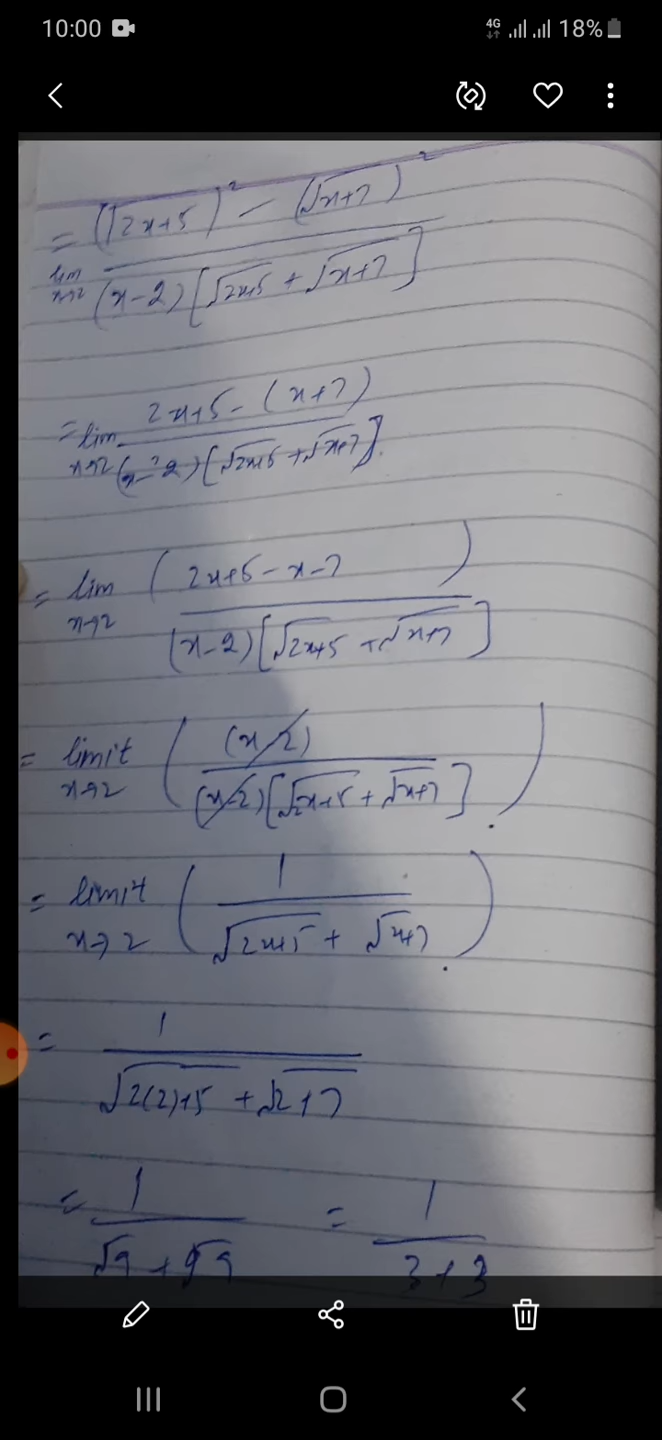 10:00 4G 18%
= (√2x+5)² - (√x+7)²
lim x→2 (x-2)[√2x+5 + √x+7]
= lim 2x+5-(x+7)
x→2 (x-2)[√2x+5 + √x+7]
= lim (2x+5-x-7)
x→2 (x-2)[√2x+5 + √x+7]
= limit ((x-2)
x→2 (x-2)[√2x+5 + √x+7])
= limit (1
x→2 √2x+5 + √x+7)
= 1
√2(2)+5 + √2+7
= 1 = 1
√9 + √9 3+3